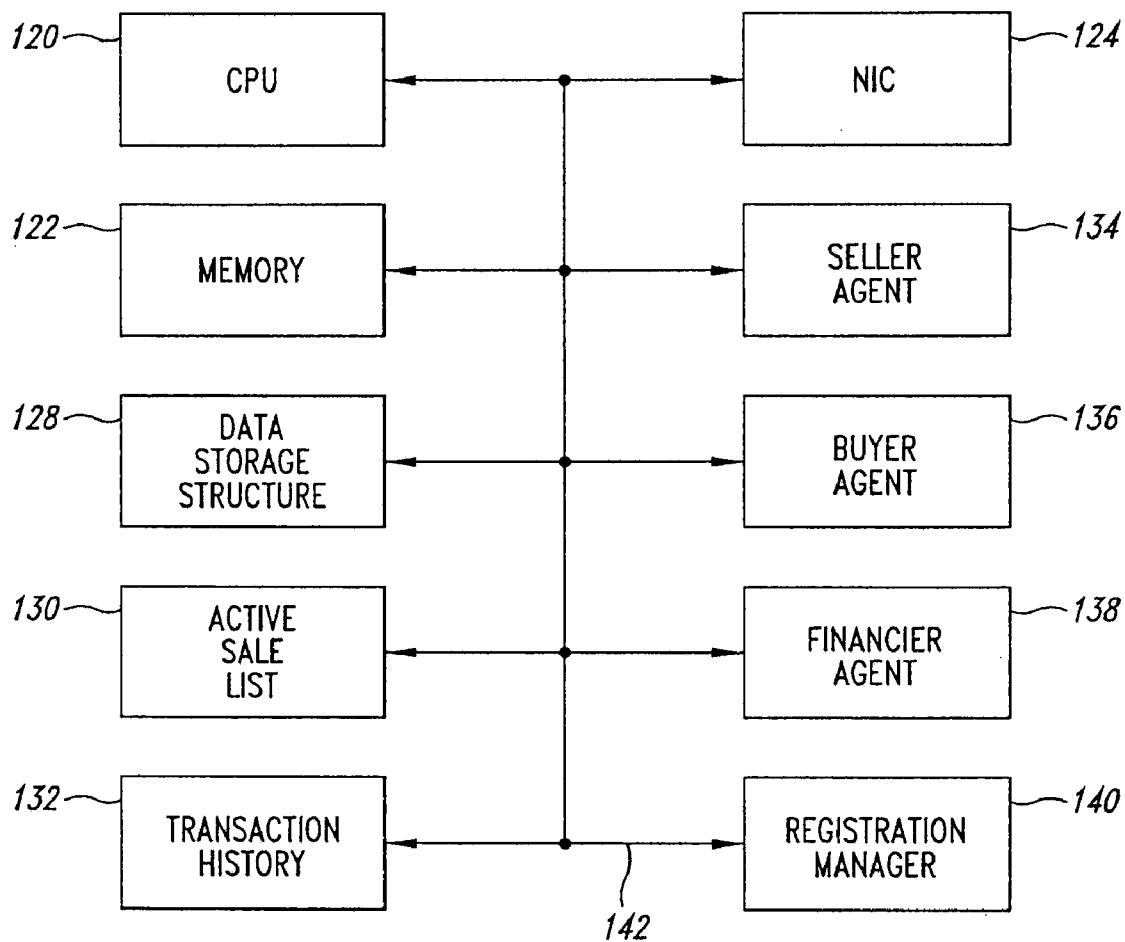 120
CPU
NIC
124
122
MEMORY
SELLER
AGENT
134
128
DATA
STORAGE
STRUCTURE
BUYER
AGENT
136
130
ACTIVE
SALE
LIST
FINANCIER
AGENT
138
132
TRANSACTION
HISTORY
REGISTRATION
MANAGER
140
142